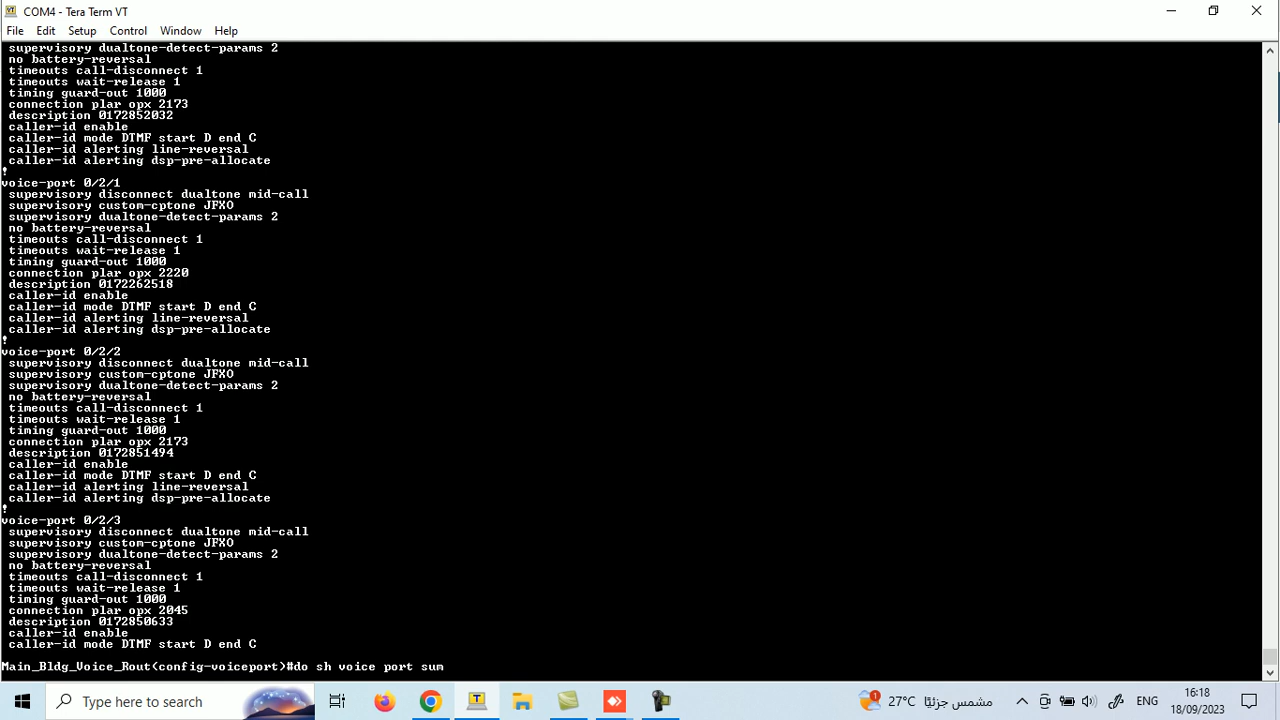 COM4 - Tera Term VT
File Edit Setup Control Window Help
supervisory dualtone-detect-params 2
no battery-reversal
timeouts call-disconnect 1
timeouts wait-release 1
timing guard-out 1000
connection plar opx 2173
description 0172852032
caller-id enable
caller-id mode DTMF start D end C
caller-id alerting line-reversal
caller-id alerting dsp-pre-allocate
!
voice-port 0/2/1
supervisory disconnect dualtone mid-call
supervisory custom-cptone JFXO
supervisory dualtone-detect-params 2
no battery-reversal
timeouts call-disconnect 1
timeouts wait-release 1
timing guard-out 1000
connection plar opx 2220
description 0172262518
caller-id enable
caller-id mode DTMF start D end C
caller-id alerting line-reversal
caller-id alerting dsp-pre-allocate
!
voice-port 0/2/2
supervisory disconnect dualtone mid-call
supervisory custom-cptone JFXO
supervisory dualtone-detect-params 2
no battery-reversal
timeouts call-disconnect 1
timeouts wait-release 1
timing guard-out 1000
connection plar opx 2173
description 0172851494
caller-id enable
caller-id mode DTMF start D end C
caller-id alerting line-reversal
caller-id alerting dsp-pre-allocate
!
voice-port 0/2/3
supervisory disconnect dualtone mid-call
supervisory custom-cptone JFXO
supervisory dualtone-detect-params 2
no battery-reversal
timeouts call-disconnect 1
timeouts wait-release 1
timing guard-out 1000
connection plar opx 2045
description 0172850633
caller-id enable
caller-id mode DTMF start D end C
Main_Bldg_Voice_Rout(config-voiceport)#do sh voice port sum
Type here to search
1 27°C مشمس جزئيًا ENG 16:18
18/09/2023